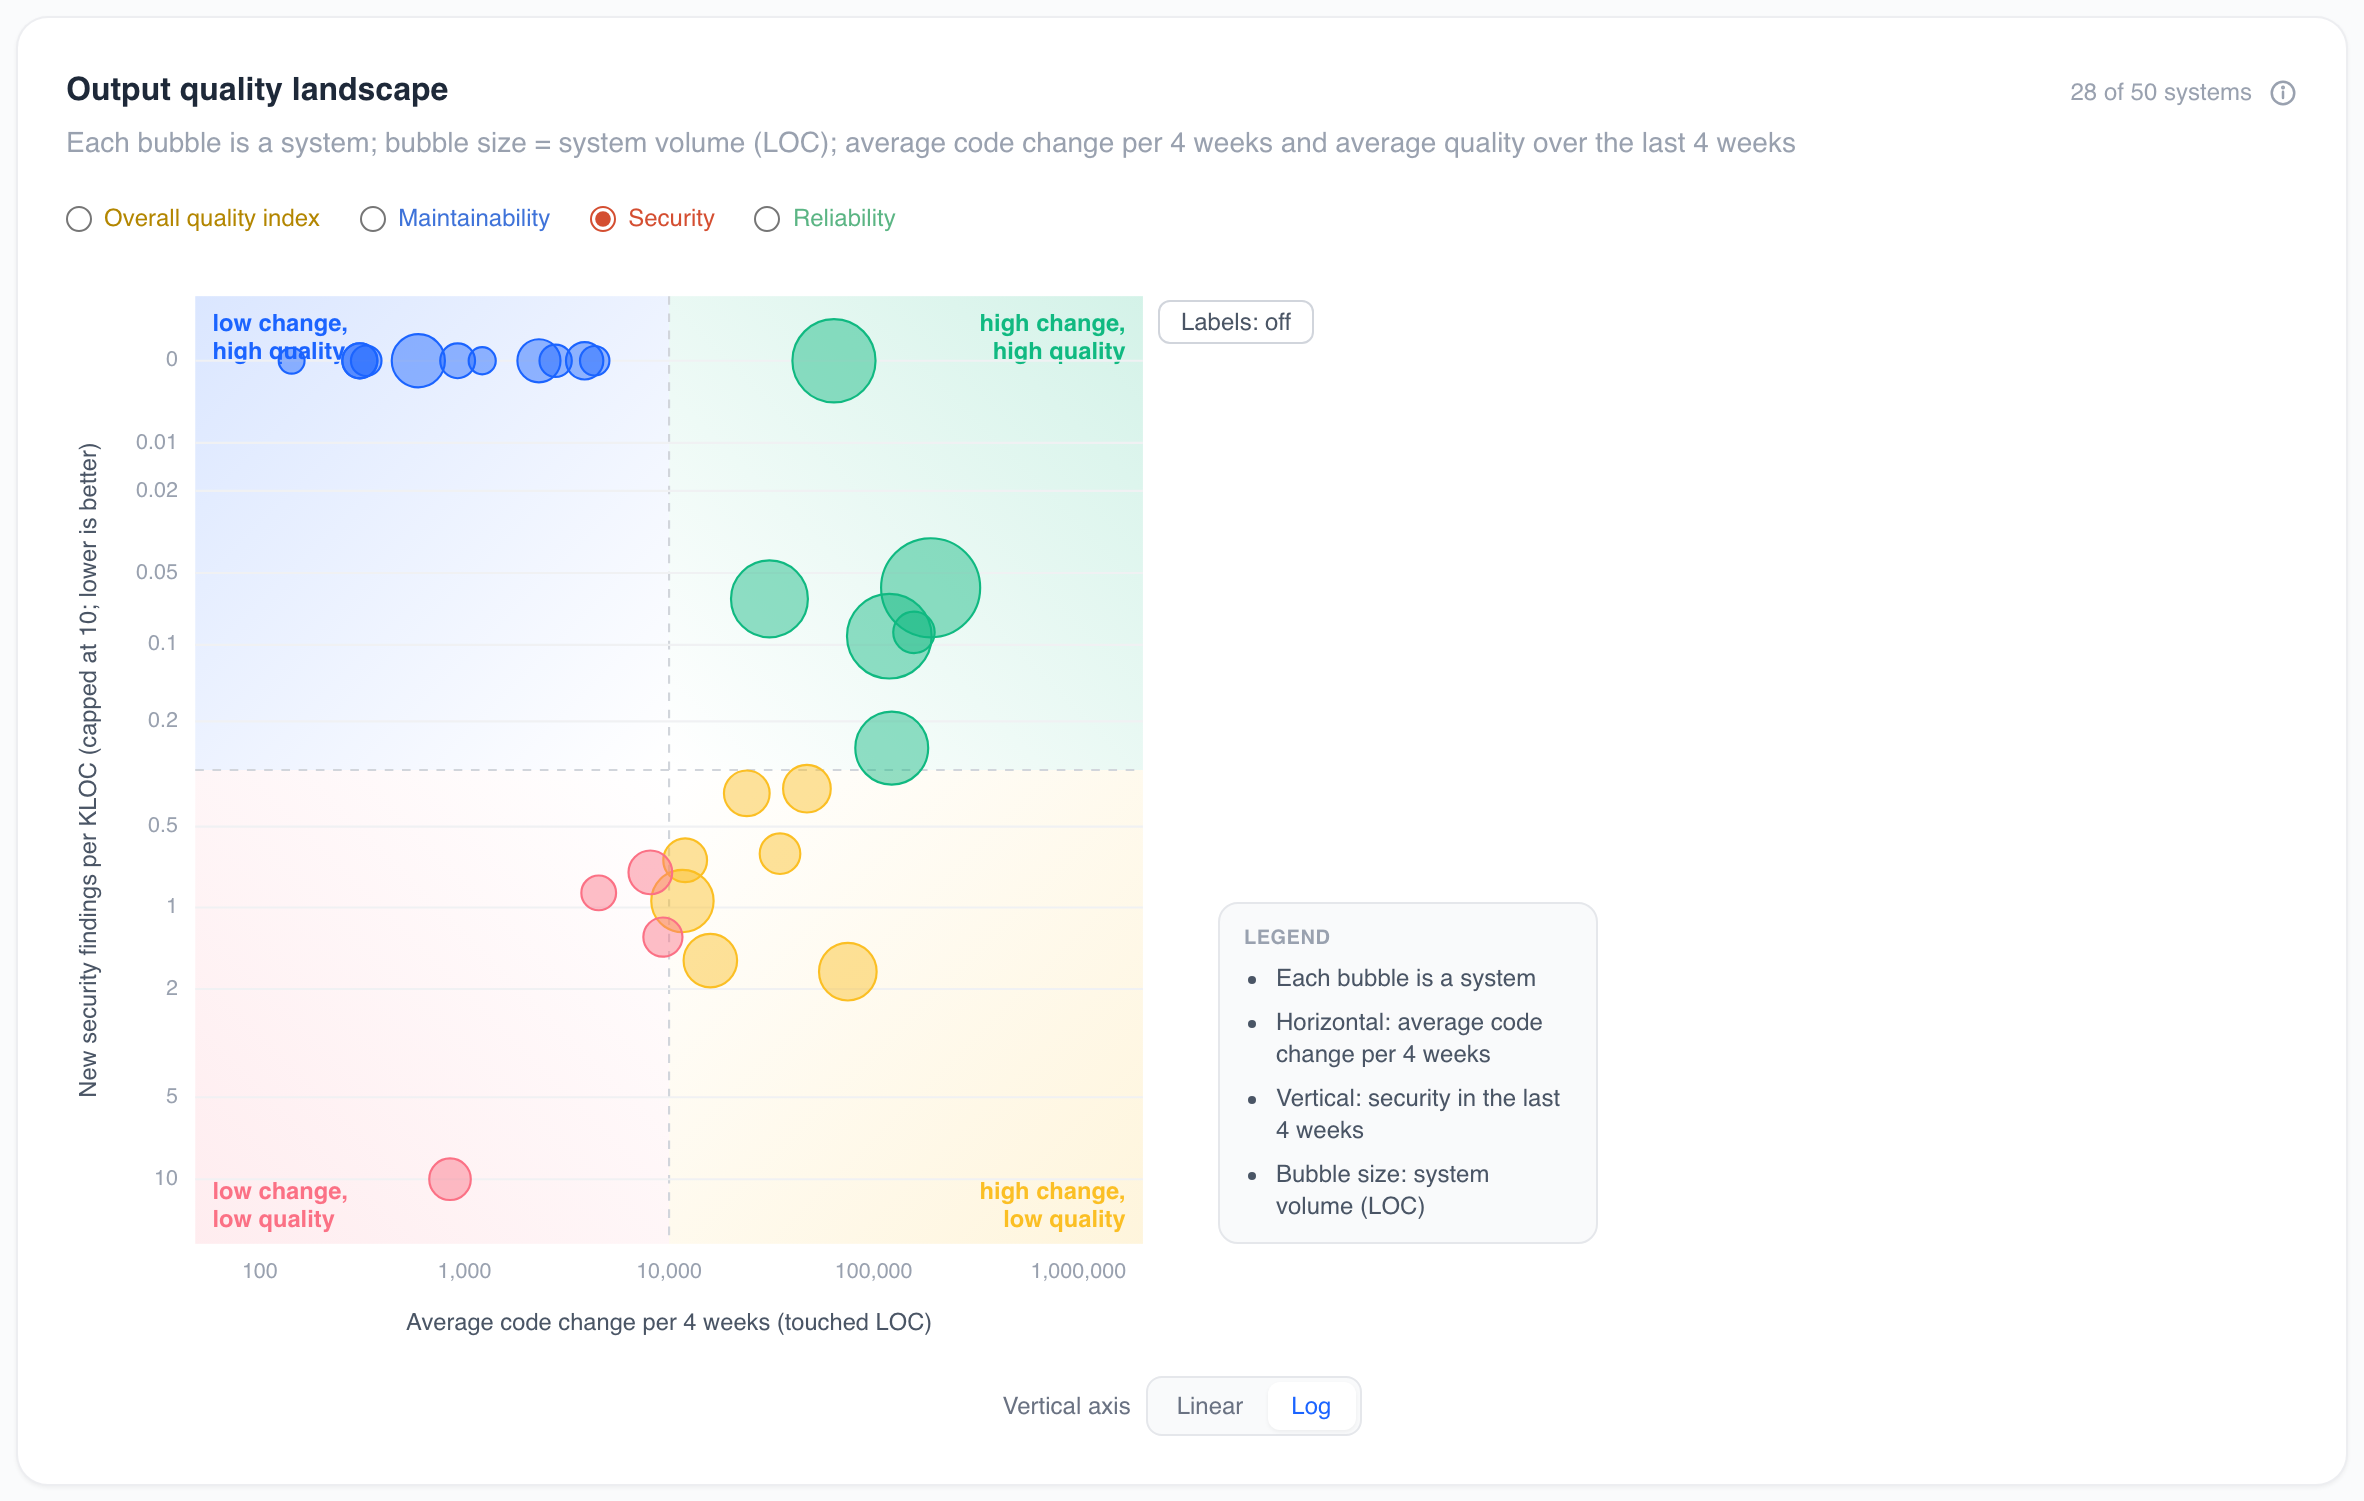 Output quality landscape
28 of 50 systems
Each bubble is a system; bubble size = system volume (LOC); average code change per 4 weeks and average quality over the last 4 weeks
Overall quality index
Maintainability
Security
Reliability
low change,
high quality
high change,
high quality
Labels: off
New security findings per KLOC (capped at 10; lower is better)
0
0.01
0.02
0.05
0.1
0.2
0.5
1
2
5
10
low change,
low quality
high change,
low quality
100
1,000
10,000
100,000
1,000,000
Average code change per 4 weeks (touched LOC)
LEGEND
• Each bubble is a system
• Horizontal: average code
change per 4 weeks
• Vertical: security in the last
4 weeks
• Bubble size: system
volume (LOC)
Vertical axis
Linear
Log